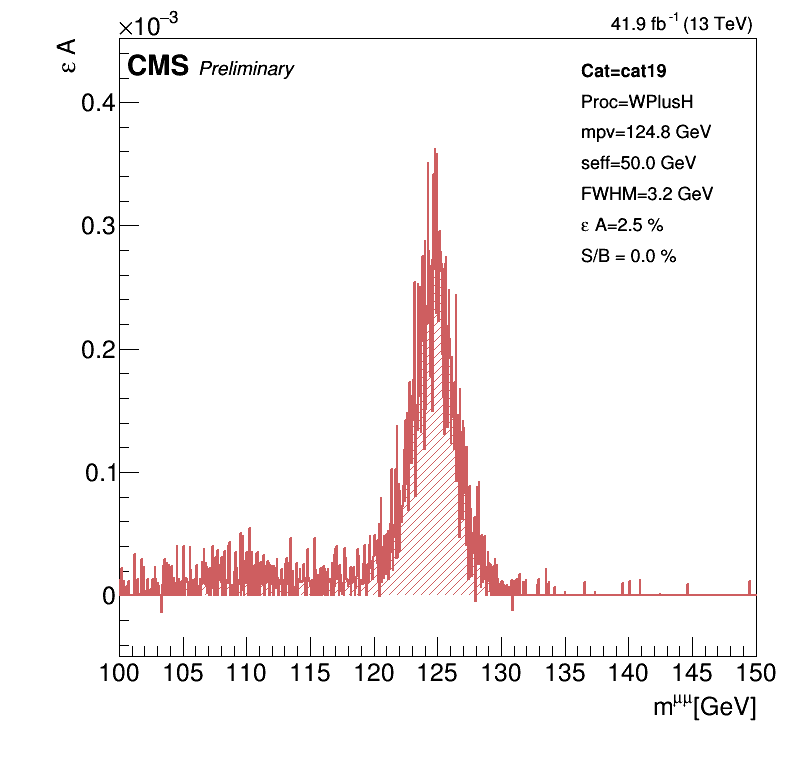 ×10⁻³
41.9 fb⁻¹ (13 TeV)
ε A
CMS Preliminary
Cat=cat19
Proc=WPlusH
mpv=124.8 GeV
seff=50.0 GeV
FWHM=3.2 GeV
ε A=2.5 %
S/B = 0.0 %
0.4
0.3
0.2
0.1
0
100 105 110 115 120 125 130 135 140 145 150
m^μμ[GeV]